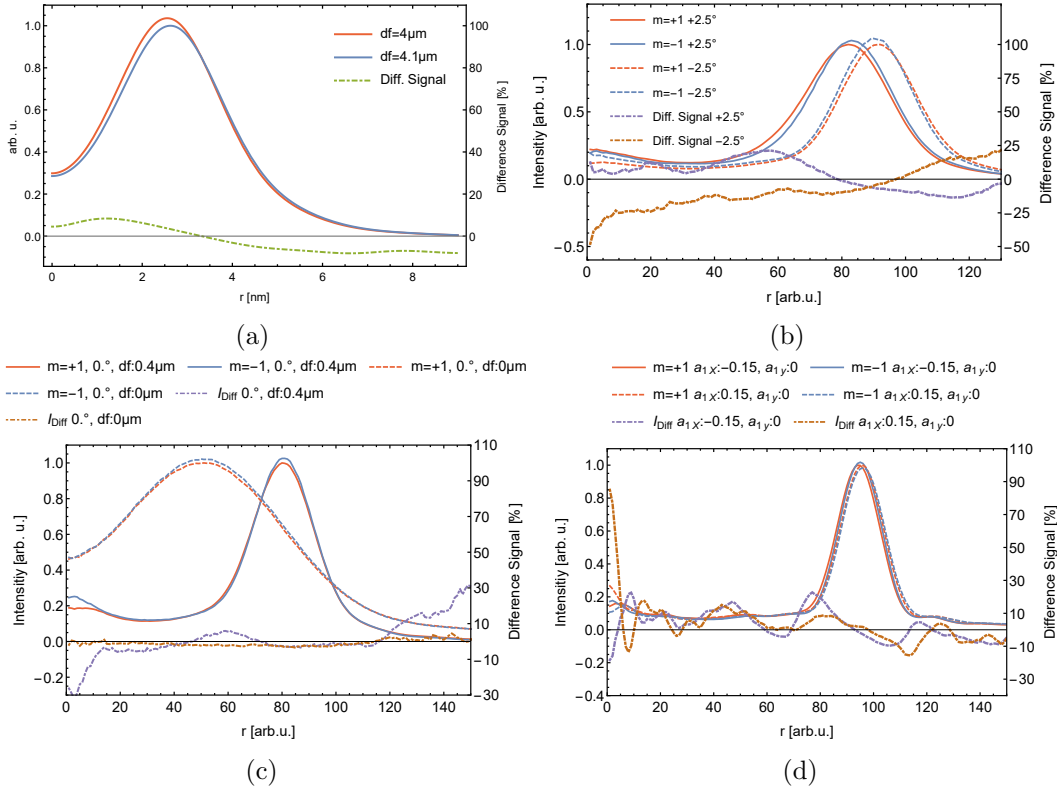 df=4μm
df=4.1μm
Diff. Signal
arb. u.
Difference Signal [%]
1.0
0.8
0.6
0.4
0.2
0.0
100
80
60
40
20
0
0
2
4
6
8
r [nm]
(a)
m=+1 +2.5°
m=−1 +2.5°
m=+1 −2.5°
m=−1 −2.5°
Diff. Signal +2.5°
Diff. Signal −2.5°
Intensitiy [arb. u.]
Difference Signal [%]
1.0
0.5
0.0
−0.5
100
75
50
25
0
−25
−50
0
20
40
60
80
100
120
r [arb.u.]
(b)
m=+1, 0.°, df:0.4μm
m=−1, 0.°, df:0.4μm
m=+1, 0.°, df:0μm
m=−1, 0.°, df:0μm
IDiff 0.°, df:0.4μm
IDiff 0.°, df:0μm
Intensitiy [arb. u.]
Difference Signal [%]
1.0
0.8
0.6
0.4
0.2
0.0
−0.2
110
90
70
50
30
10
−10
−30
0
20
40
60
80
100
120
140
r [arb.u.]
(c)
m=+1 a1x:−0.15, a1y:0
m=−1 a1x:−0.15, a1y:0
m=+1 a1x:0.15, a1y:0
m=−1 a1x:0.15, a1y:0
IDiff a1x:−0.15, a1y:0
IDiff a1x:0.15, a1y:0
Intensitiy [arb. u.]
Difference Signal [%]
1.0
0.8
0.6
0.4
0.2
0.0
−0.2
−0.4
110
90
70
50
30
10
−10
−30
0
20
40
60
80
100
120
140
r [arb.u.]
(d)